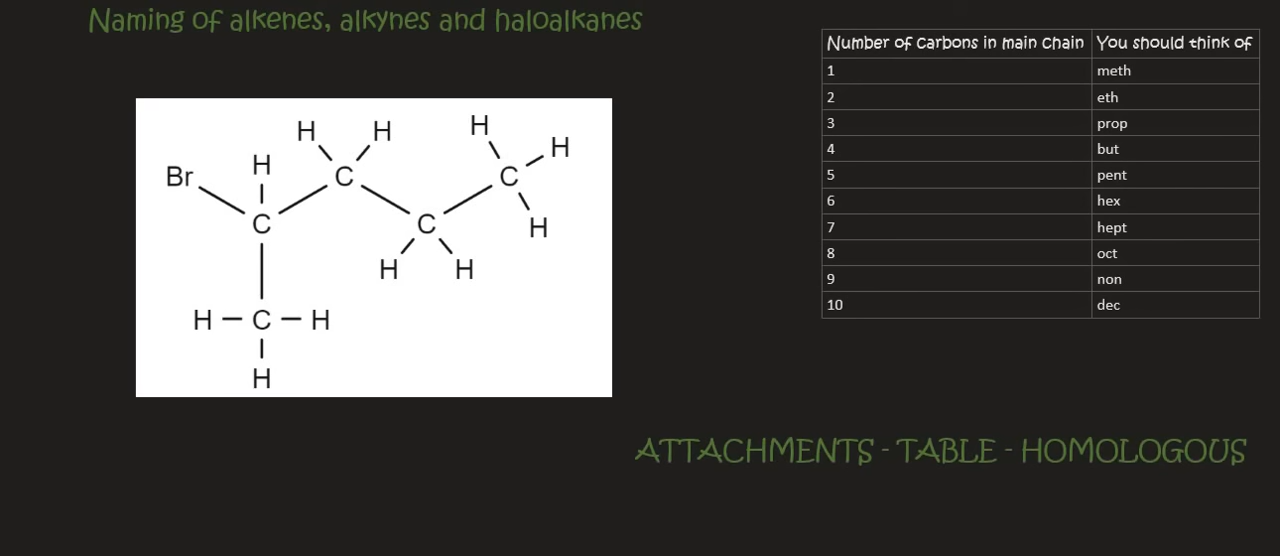 Naming of alkenes, alkynes and haloalkanes
H H H H
Br H C C
C C H
H H
H C H
H
Number of carbons in main chain You should think of
1 meth
2 eth
3 prop
4 but
5 pent
6 hex
7 hept
8 oct
9 non
10 dec
ATTACHMENTS - TABLE - HOMOLOGOUS